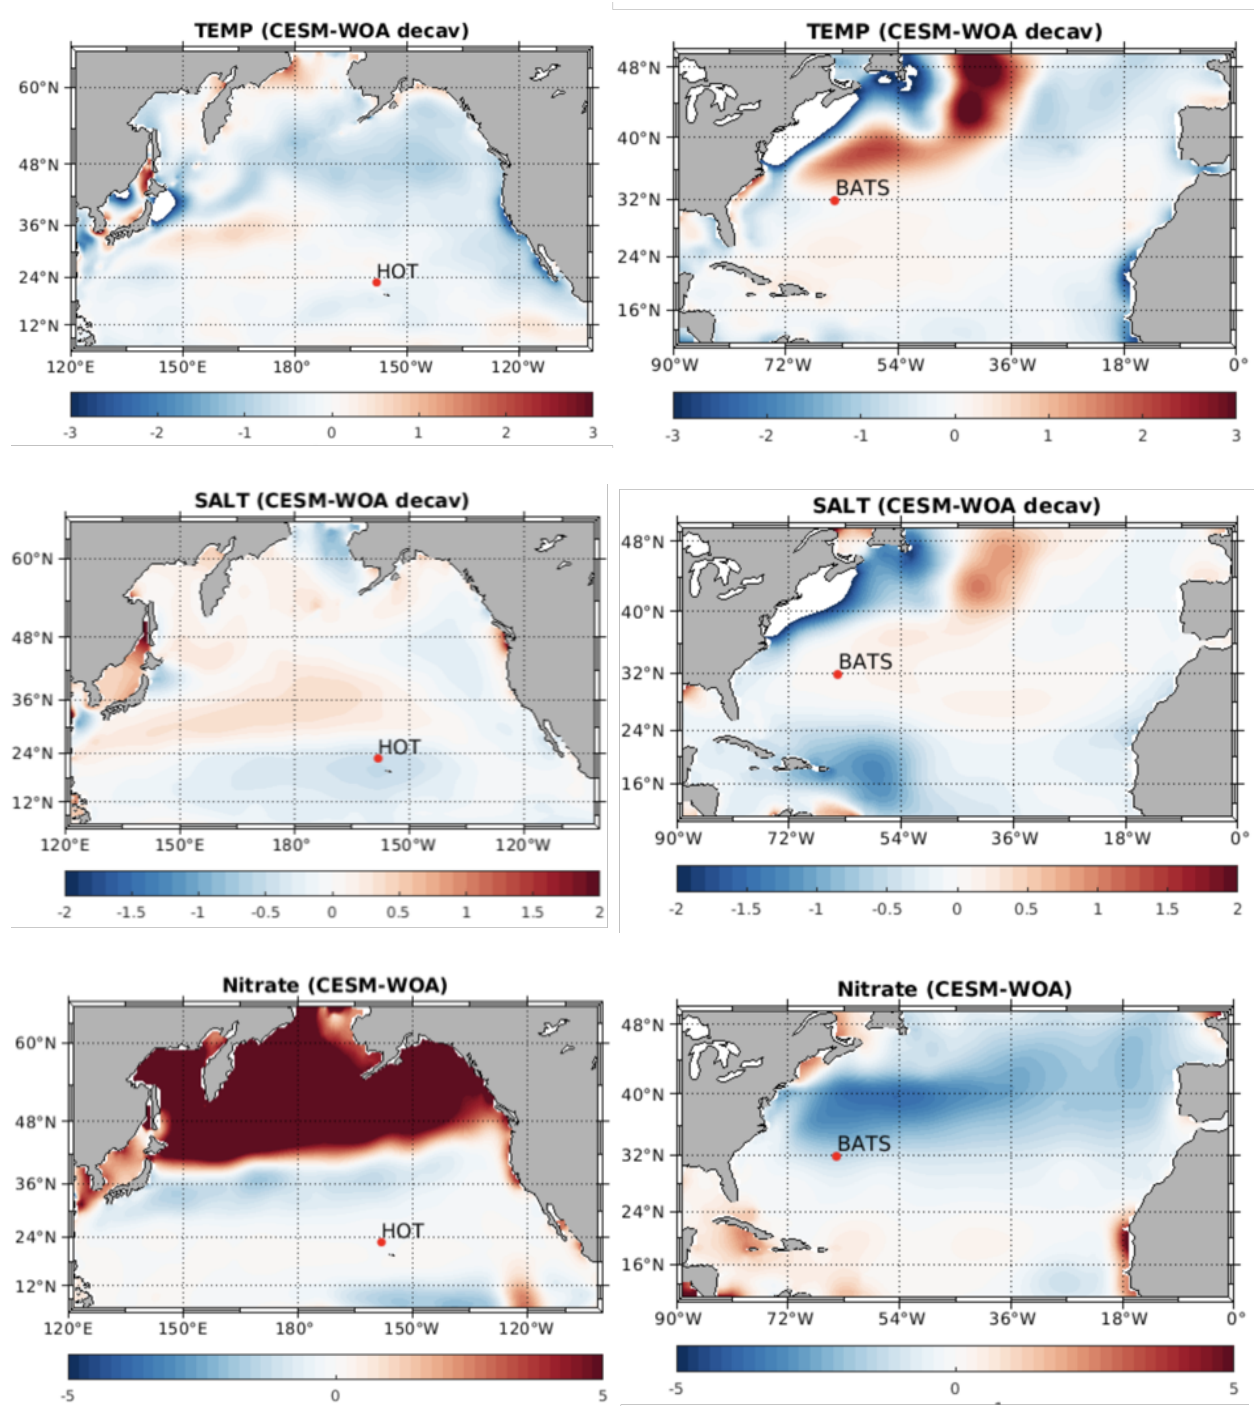 TEMP (CESM-WOA decav)
60°N
48°N
36°N
24°N
12°N
HOT
120°E 150°E 180° 150°W 120°W
-3 -2 -1 0 1 2 3
TEMP (CESM-WOA decav)
48°N
40°N
32°N
24°N
16°N
BATS
90°W 72°W 54°W 36°W 18°W 0°
-3 -2 -1 0 1 2 3
SALT (CESM-WOA decav)
60°N
48°N
36°N
24°N
12°N
HOT
120°E 150°E 180° 150°W 120°W
-2 -1.5 -1 -0.5 0 0.5 1 1.5 2
SALT (CESM-WOA decav)
48°N
40°N
32°N
24°N
16°N
BATS
90°W 72°W 54°W 36°W 18°W 0°
-2 -1.5 -1 -0.5 0 0.5 1 1.5 2
Nitrate (CESM-WOA)
60°N
48°N
36°N
24°N
12°N
HOT
120°E 150°E 180° 150°W 120°W
-5 0 5
Nitrate (CESM-WOA)
48°N
40°N
32°N
24°N
16°N
BATS
90°W 72°W 54°W 36°W 18°W 0°
-5 0 5